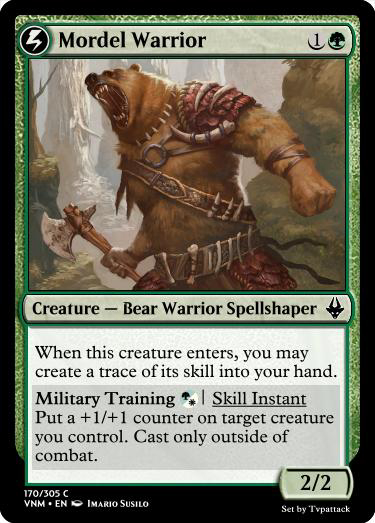 Mordel Warrior 1
Creature — Bear Warrior Spellshaper
When this creature enters, you may
create a trace of its skill into your hand.
Military Training | Skill Instant
Put a +1/+1 counter on target creature
you control. Cast only outside of
combat.
2/2
170/305 C
VNM • EN Imario Susilo
Set by Tvpattack